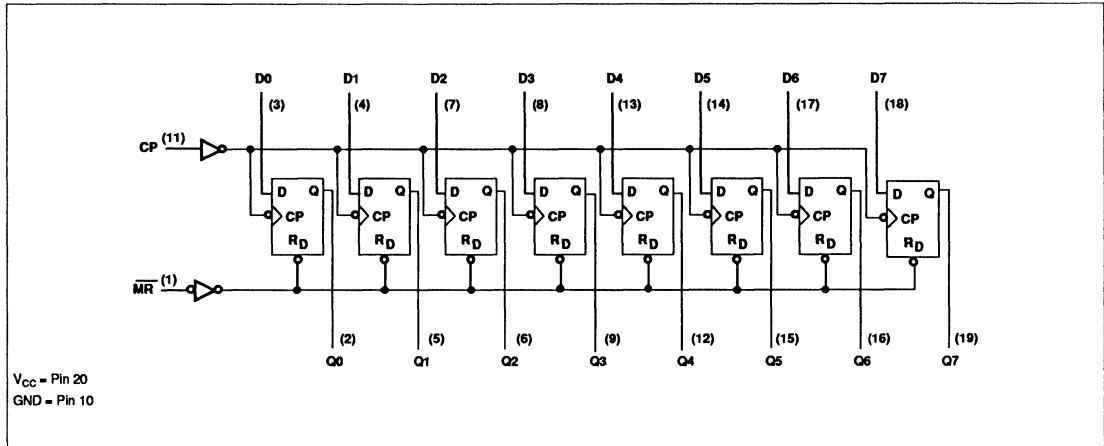 D0 D1 D2 D3 D4 D5 D6 D7
(3) (4) (7) (8) (13) (14) (17) (18)
CP (11)
D Q D Q D Q D Q D Q D Q D Q D Q
CP CP CP CP CP CP CP CP
RD RD RD RD RD RD RD RD
MR (1)
(2) (5) (6) (9) (12) (15) (16) (19)
Q0 Q1 Q2 Q3 Q4 Q5 Q6 Q7
VCC = Pin 20
GND = Pin 10